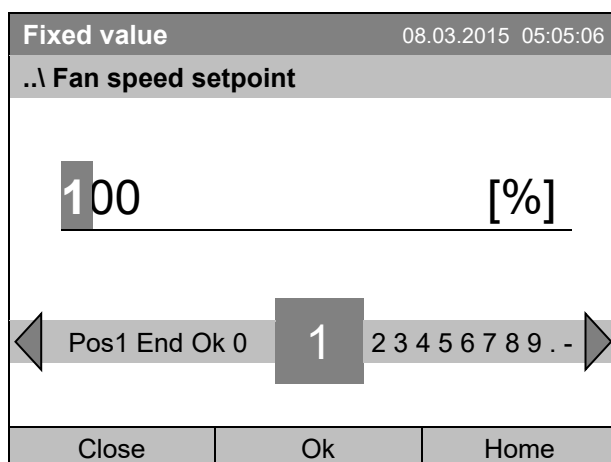 Fixed value 08.03.2015 05:05:06
..\ Fan speed setpoint
100 [%]
Pos1 End Ok 0 1 2 3 4 5 6 7 8 9 . -
Close Ok Home